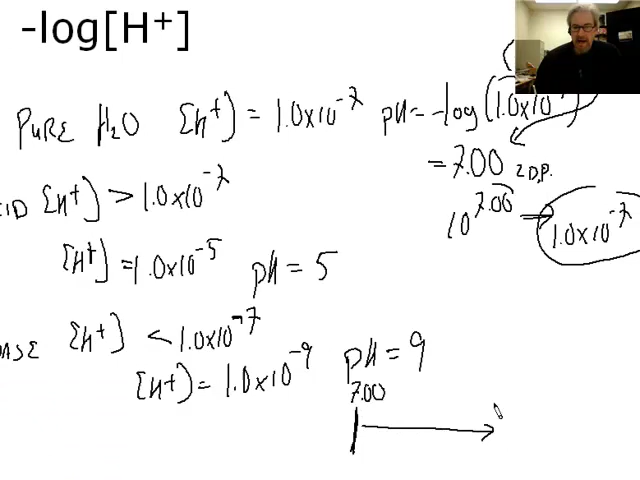 -log[H⁺]
PURE H₂O [H⁺] = 1.0x10⁻⁷ pH = -log(1.0x10
= 7.00 2 D.P.
[H⁺] > 1.0x10⁻⁷
10^7.00 = 1.0x10⁻⁷
[H⁺] = 1.0x10⁻⁵ pH = 5
[H⁺] < 1.0x10⁻⁷
[H⁺] = 1.0x10⁻⁹ pH = 9
7.00